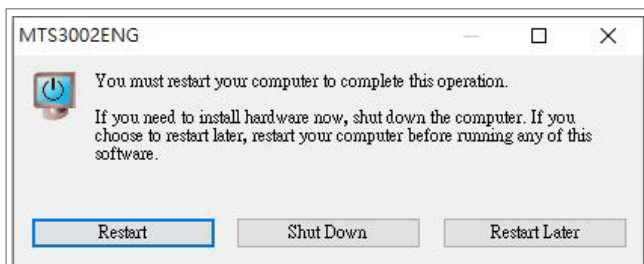 MTS3002ENG
You must restart your computer to complete this operation.
If you need to install hardware now, shut down the computer. If you
choose to restart later, restart your computer before running any of this
software.
Restart Shut Down Restart Later